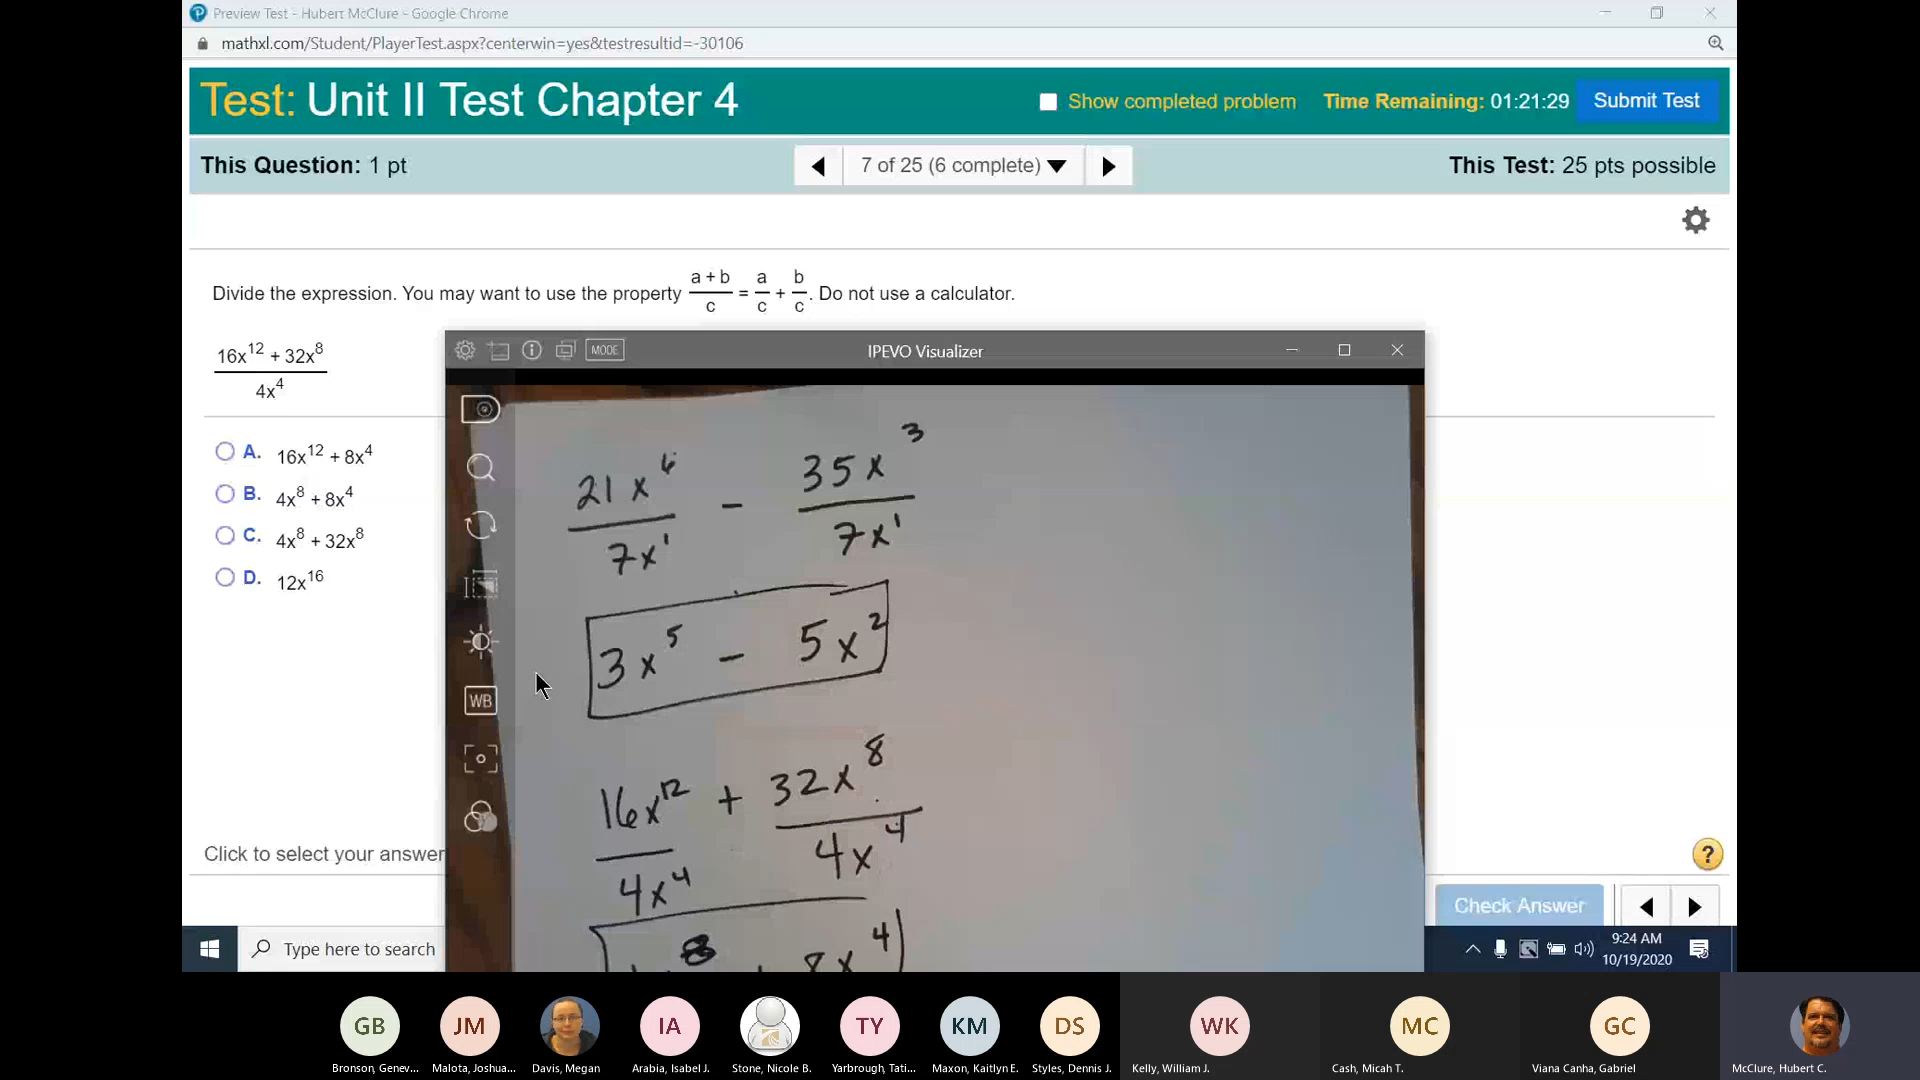 Preview Test - Hubert McClure - Google Chrome
mathxl.com/Student/PlayerTest.aspx?centerwin=yes&testresultid=-30106
Test: Unit II Test Chapter 4
Show completed problem
Time Remaining: 01:21:29
Submit Test
This Question: 1 pt
7 of 25 (6 complete)
This Test: 25 pts possible
Divide the expression. You may want to use the property (a + b)/c = a/c + b/c. Do not use a calculator.
16x^12 + 32x^8
4x^4
A. 16x^12 + 8x^4
B. 4x^8 + 8x^4
C. 4x^8 + 32x^8
D. 12x^16
MODE
IPEVO Visualizer
WB
21x^6 - 35x^3
7x^1 7x^1
3x^5 - 5x^2
16x^12 + 32x^8
4x^4 4x^4
8 + 8x^4
Click to select your answer
?
Check Answer
Type here to search
9:24 AM
10/19/2020
GB JM IA TY KM DS WK MC GC
Bronson, Genev... Malota, Joshua... Davis, Megan Arabia, Isabel J. Stone, Nicole B. Yarbrough, Tati... Maxon, Kaitlyn E. Styles, Dennis J. Kelly, William J. Cash, Micah T. Viana Canha, Gabriel McClure, Hubert C.